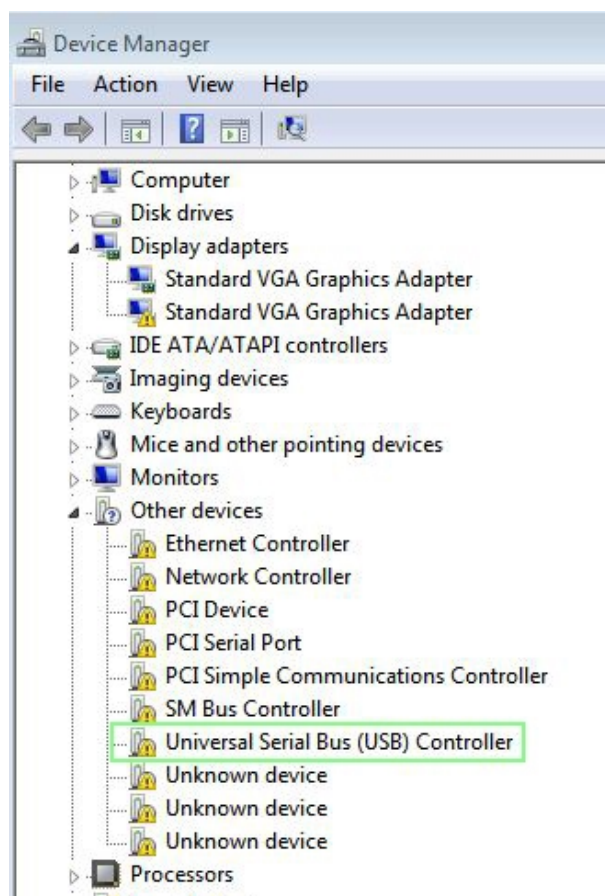 Device Manager
File Action View Help
Computer
Disk drives
Display adapters
Standard VGA Graphics Adapter
Standard VGA Graphics Adapter
IDE ATA/ATAPI controllers
Imaging devices
Keyboards
Mice and other pointing devices
Monitors
Other devices
Ethernet Controller
Network Controller
PCI Device
PCI Serial Port
PCI Simple Communications Controller
SM Bus Controller
Universal Serial Bus (USB) Controller
Unknown device
Unknown device
Unknown device
Processors